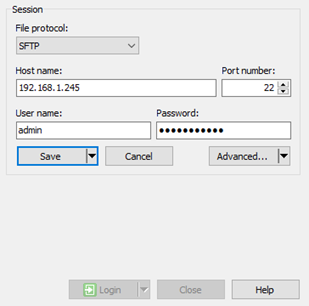 Session
File protocol:
SFTP
Host name:
Port number:
192.168.1.245
22
User name:
Password:
admin
●●●●●●●●●●●
Save
Cancel
Advanced...
Login
Close
Help